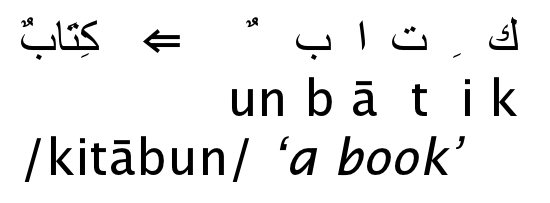 ك ِ ت ا ب ٌ ⇐ كِتَابٌ
un b ā t i k
/kitābun/ ‘a book’